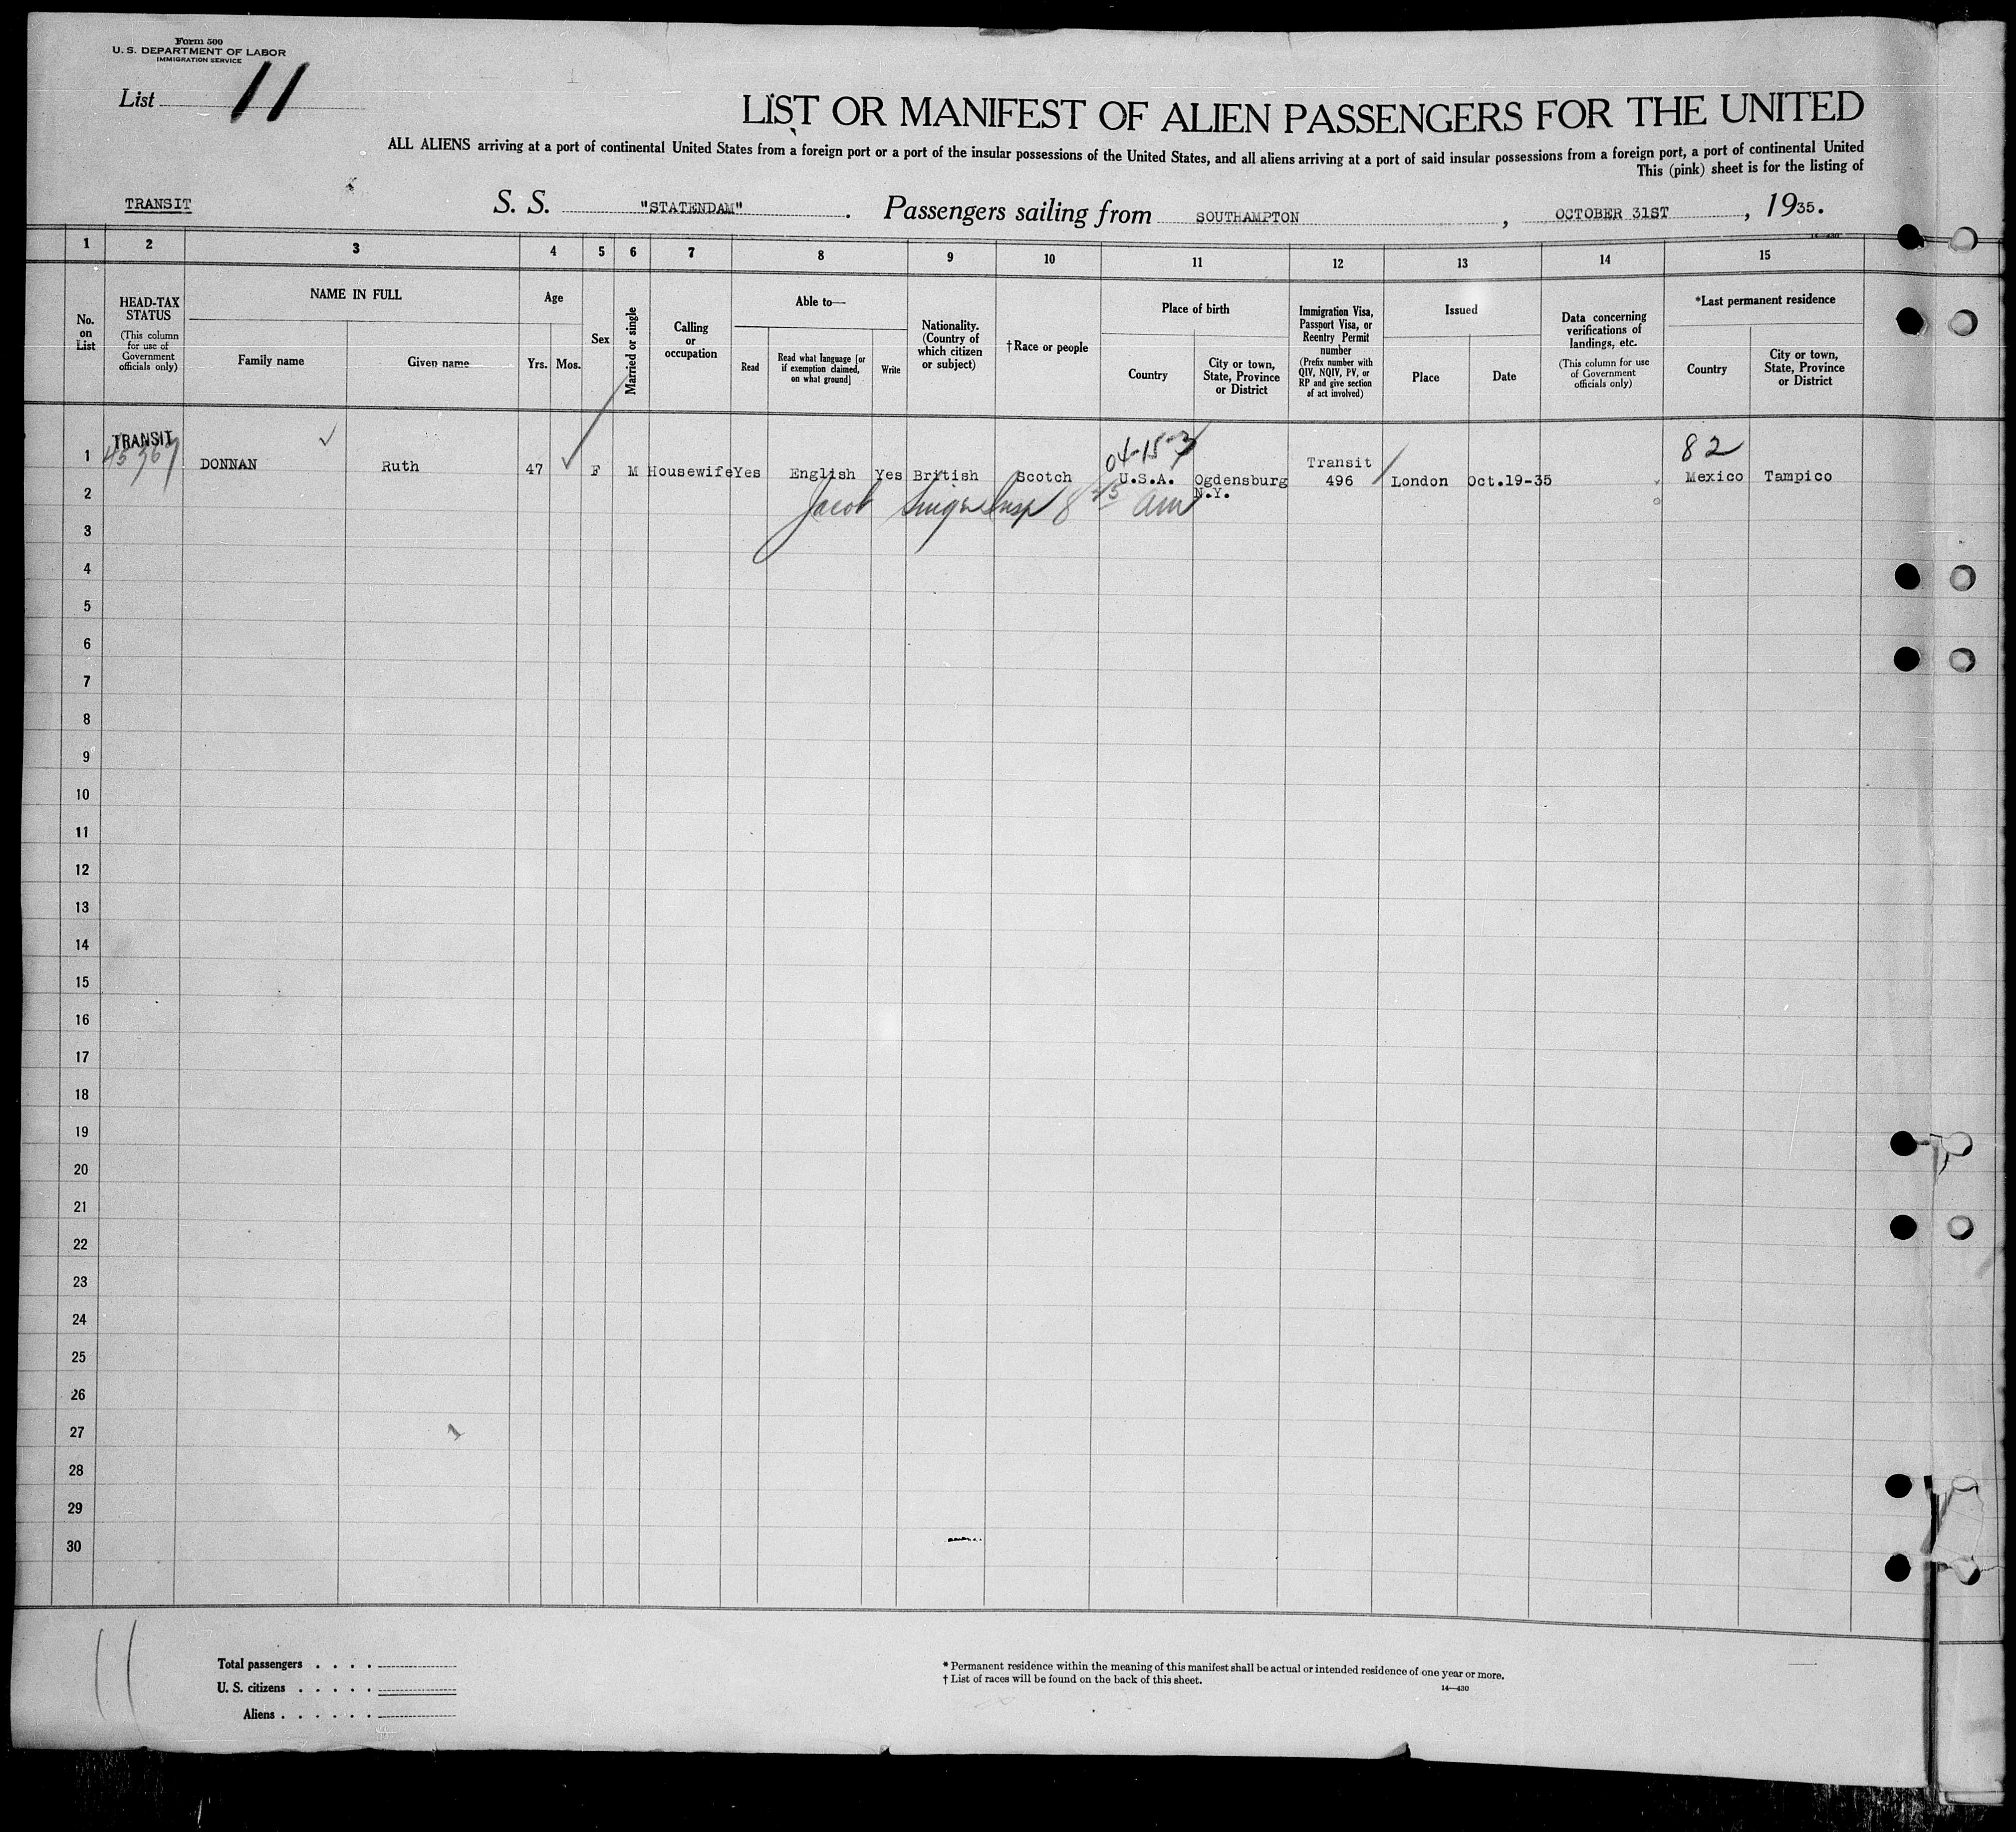 Form 500
U. S. DEPARTMENT OF LABOR
IMMIGRATION SERVICE
List 11
LIST OR MANIFEST OF ALIEN PASSENGERS FOR THE UNITED
ALL ALIENS arriving at a port of continental United States from a foreign port or a port of the insular possessions of the United States, and all aliens arriving at a port of said insular possessions from a foreign port, a port of continental United
This (pink) sheet is for the listing of
TRANSIT S. S. "STATENDAM". Passengers sailing from SOUTHAMPTON, OCTOBER 31ST, 1935.
1 2 3 4 5 6 7 8 9 10 11 12 13 14 15
No. on List
HEAD-TAX STATUS
(This column for use of Government officials only)
NAME IN FULL
Family name
Given name
Age
Yrs. Mos.
Sex
Married or single
Calling or occupation
Able to—
Read
Read what language [or if exemption claimed, on what ground]
Write
Nationality. (Country of which citizen or subject)
†Race or people
Place of birth
Country
City or town, State, Province or District
Immigration Visa, Passport Visa, or Reentry Permit number
(Prefix number with QIV, NQIV, PV, or RP and give section of act involved)
Issued
Place
Date
Data concerning verifications of landings, etc.
(This column for use of Government officials only)
*Last permanent residence
Country
City or town, State, Province or District
TRANSIT
04-15-3
82
1 DONNAN Ruth 47 F M Housewife Yes English Yes British Scotch U.S.A. Ogdensburg N.Y. Transit 496 London Oct.19-35 Mexico Tampico
2
Jacob Insp 8 45 am
3
4
5
6
7
8
9
10
11
12
13
14
15
16
17
18
19
20
21
22
23
24
25
26
27
28
29
30
11
Total passengers . . . .
U. S. citizens . . . . .
Aliens . . . . . .
* Permanent residence within the meaning of this manifest shall be actual or intended residence of one year or more.
† List of races will be found on the back of this sheet.
14—430